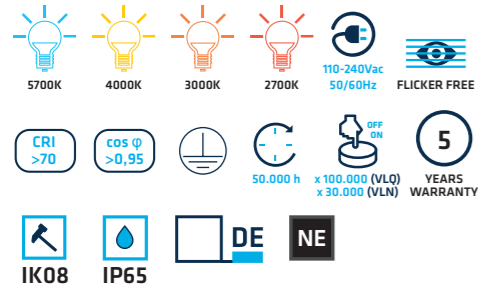 5700K
4000K
3000K
2700K
110-240Vac
50/60Hz
FLICKER FREE
CRI
>70
cos φ
>0,95
50.000 h
OFF
ON
x 100.000 (VLQ)
x 30.000 (VLN)
5
YEARS
WARRANTY
IK08
IP65
DE
NE